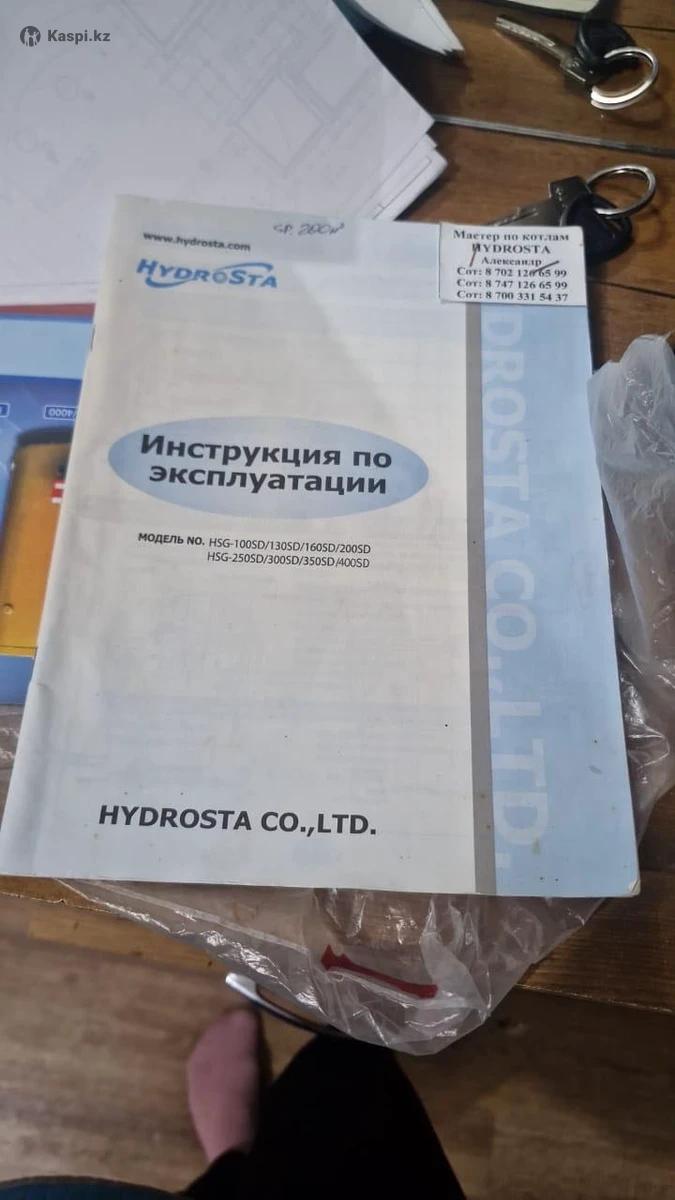 Kaspi.kz
www.hydrosta.com
HYDROSTA
Мастер по котлам
HYDROSTA
Александр
Сот: 8 702 126 65 99
Сот: 8 747 126 65 99
Сот: 8 700 331 54 37
Инструкция по
эксплуатации
МОДЕЛЬ NO. HSG-100SD/130SD/160SD/200SD
HSG-250SD/300SD/350SD/400SD
HYDROSTA CO.,LTD.
DROSTA CO.,LTD.